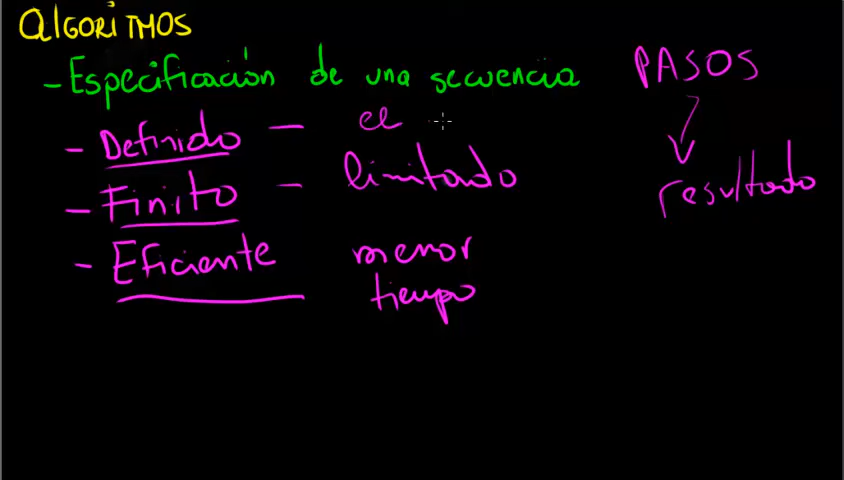 ALGORITMOS
- Especificación de una secuencia PASOS
- Definido - el
- Finito - limitado resultado
- Eficiente menor
tiempo